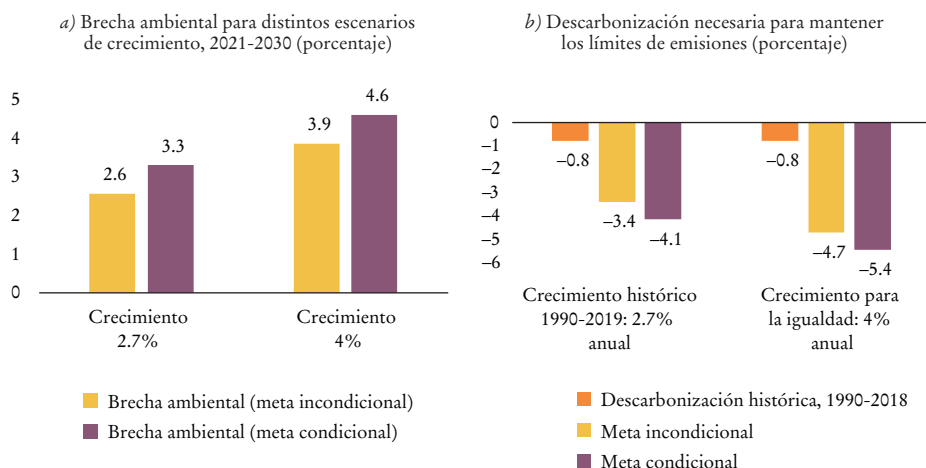 a) Brecha ambiental para distintos escenarios
de crecimiento, 2021-2030 (porcentaje)
5
4
3
2
1
0
2.6
3.3
3.9
4.6
Crecimiento
2.7%
Crecimiento
4%
Brecha ambiental (meta incondicional)
Brecha ambiental (meta condicional)
b) Descarbonización necesaria para mantener
los límites de emisiones (porcentaje)
0
–1
–2
–3
–4
–5
–6
–0.8
–3.4
–4.1
–0.8
–4.7
–5.4
Crecimiento histórico
1990-2019: 2.7%
anual
Crecimiento para
la igualdad: 4%
anual
Descarbonización histórica, 1990-2018
Meta incondicional
Meta condicional